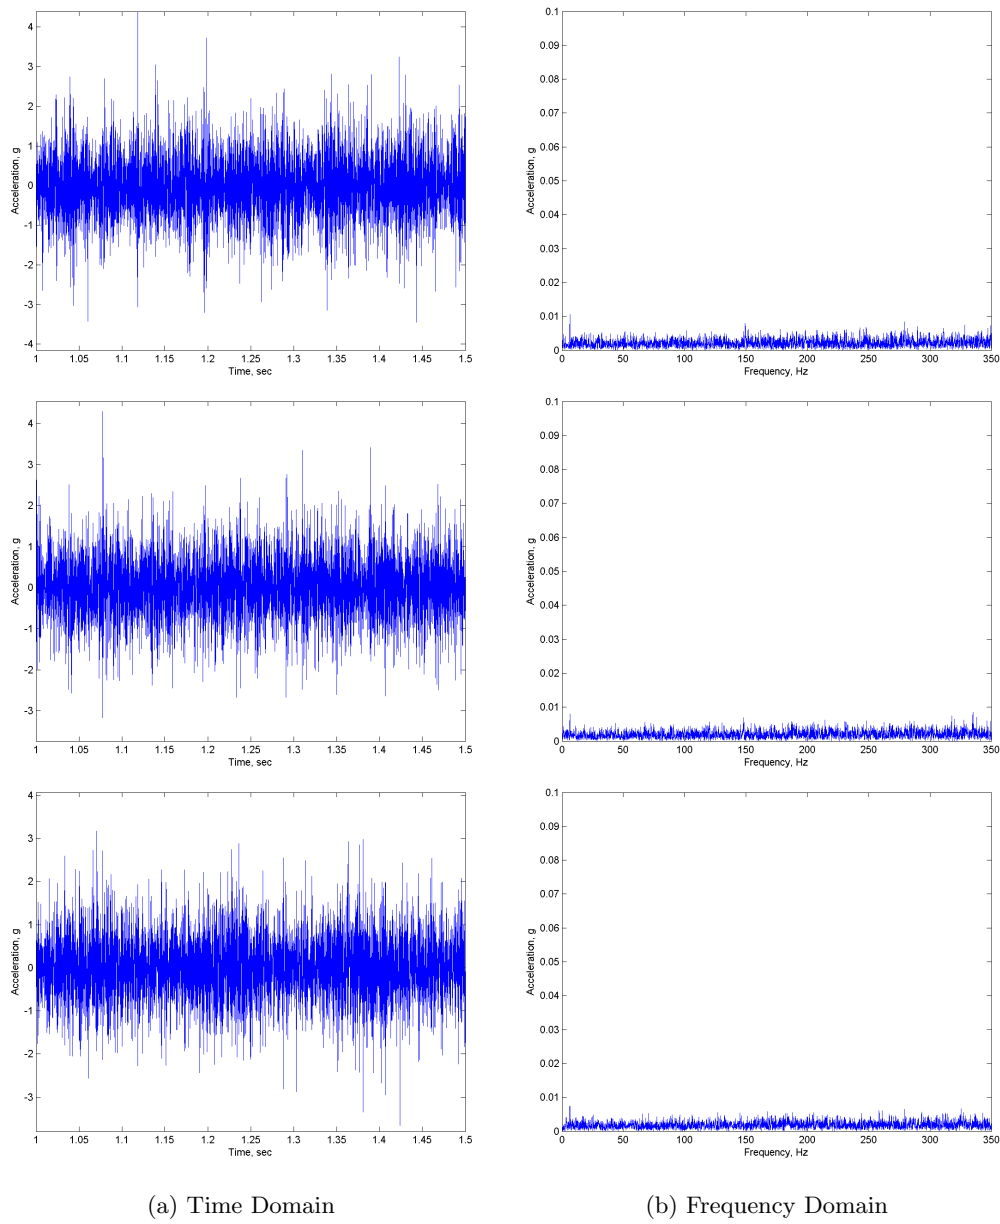 4
3
2
1
0
-1
-2
-3
-4
Acceleration, g
1 1.05 1.1 1.15 1.2 1.25 1.3 1.35 1.4 1.45 1.5
Time, sec
0.1
0.09
0.08
0.07
0.06
0.05
0.04
0.03
0.02
0.01
0
Acceleration, g
0 50 100 150 200 250 300 350
Frequency, Hz
4
3
2
1
0
-1
-2
-3
Acceleration, g
1 1.05 1.1 1.15 1.2 1.25 1.3 1.35 1.4 1.45 1.5
Time, sec
0.1
0.09
0.08
0.07
0.06
0.05
0.04
0.03
0.02
0.01
0
Acceleration, g
0 50 100 150 200 250 300 350
Frequency, Hz
4
3
2
1
0
-1
-2
-3
Acceleration, g
1 1.05 1.1 1.15 1.2 1.25 1.3 1.35 1.4 1.45 1.5
Time, sec
0.1
0.09
0.08
0.07
0.06
0.05
0.04
0.03
0.02
0.01
0
Acceleration, g
0 50 100 150 200 250 300 350
Frequency, Hz
(a) Time Domain
(b) Frequency Domain